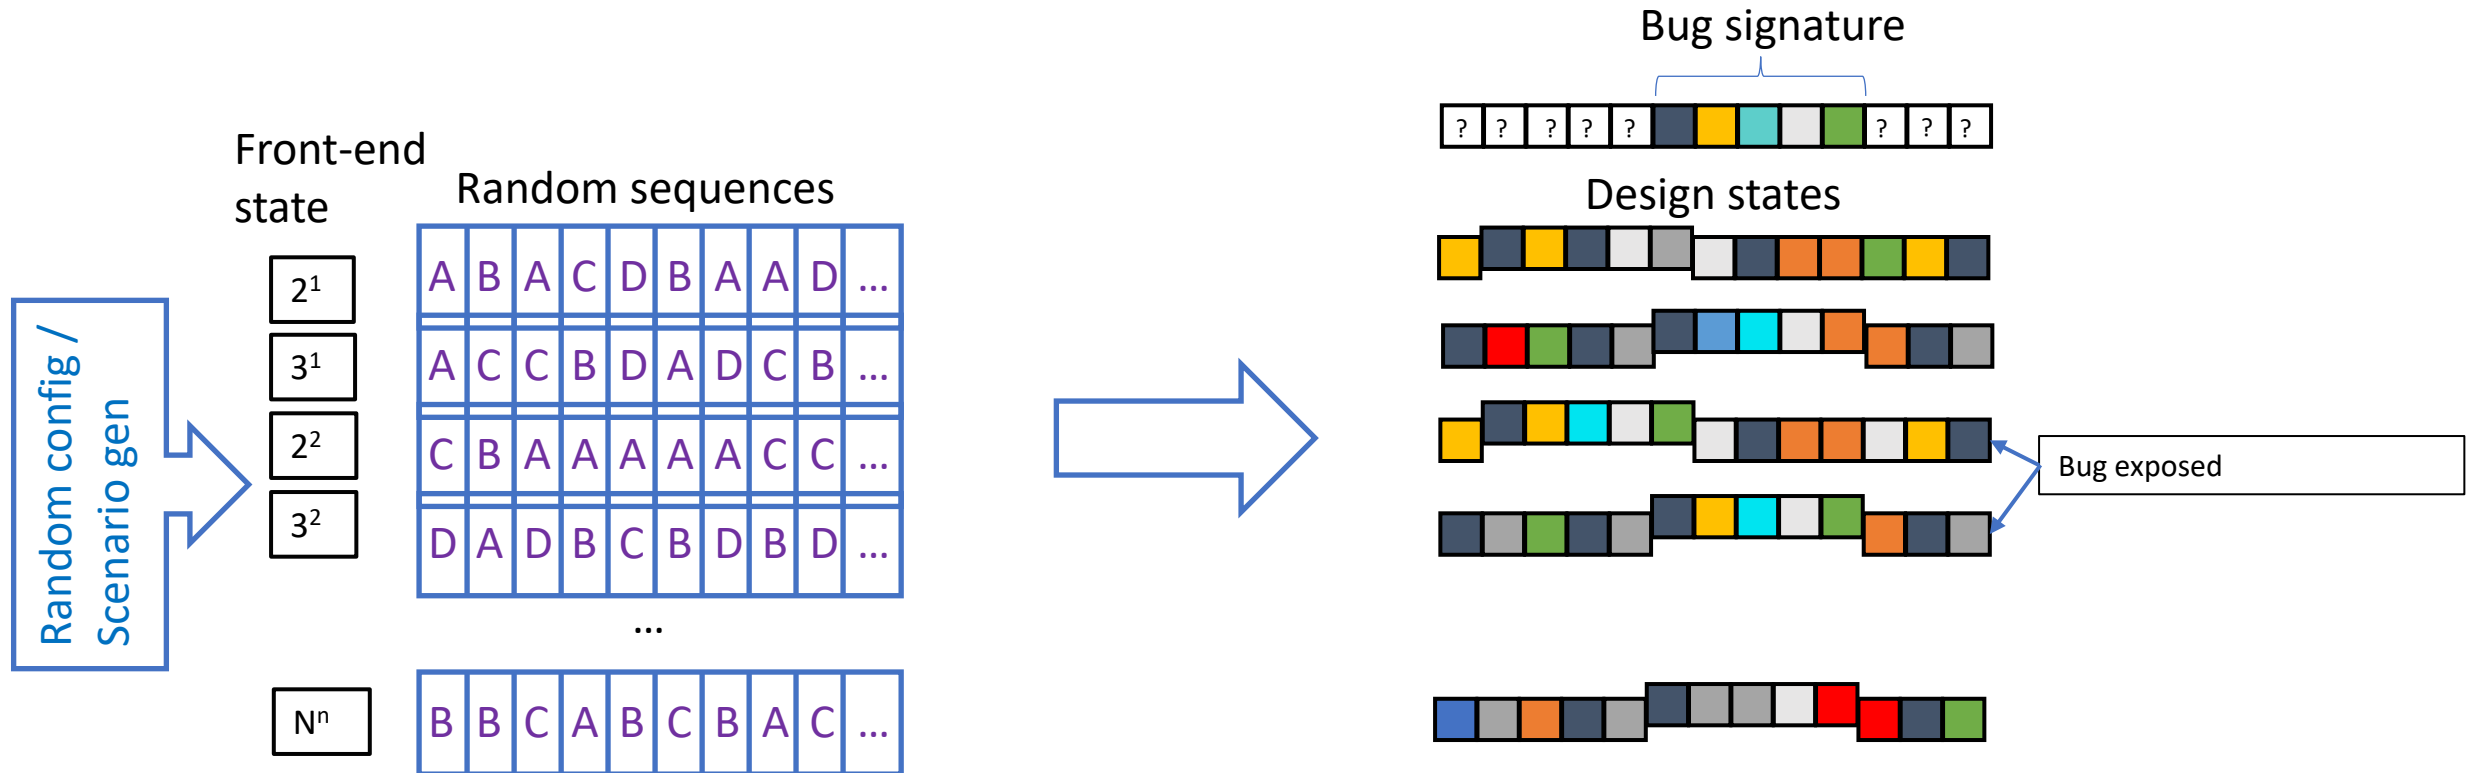 Bug signature
? ? ? ? ? ? ? ?
Front-end
state
Random sequences
Design states
Random config /
Scenario gen
2¹
A B A C D B A A D ...
3¹
A C C B D A D C B ...
2²
C B A A A A A C C ...
Bug exposed
3²
D A D B C B D B D ...
...
Nⁿ
B B C A B C B A C ...